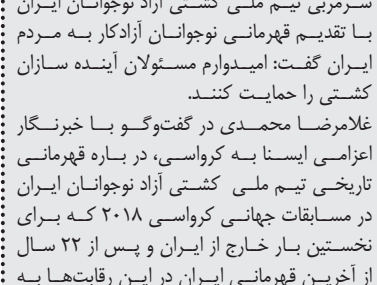 سرمربی تیم ملی کشتی آزاد نوجوانان ایران
با تقدیم قهرمانی نوجوانان آزادکار به مردم
ایران گفت: امیدوارم مسئولان آینده سازان
کشتی را حمایت کنند.
غلامرضا محمدی در گفت‌وگو با خبرنگار
اعزامی ایسنا به کرواسی، در باره قهرمانی
تاریخی تیم ملی کشتی آزاد نوجوانان ایران
در مسابقات جهانی کرواسی ۲۰۱۸ که برای
نخستین بار خارج از ایران و پس از ۲۲ سال
از آخرین قهرمانی ایران در این رقابت‌ها به